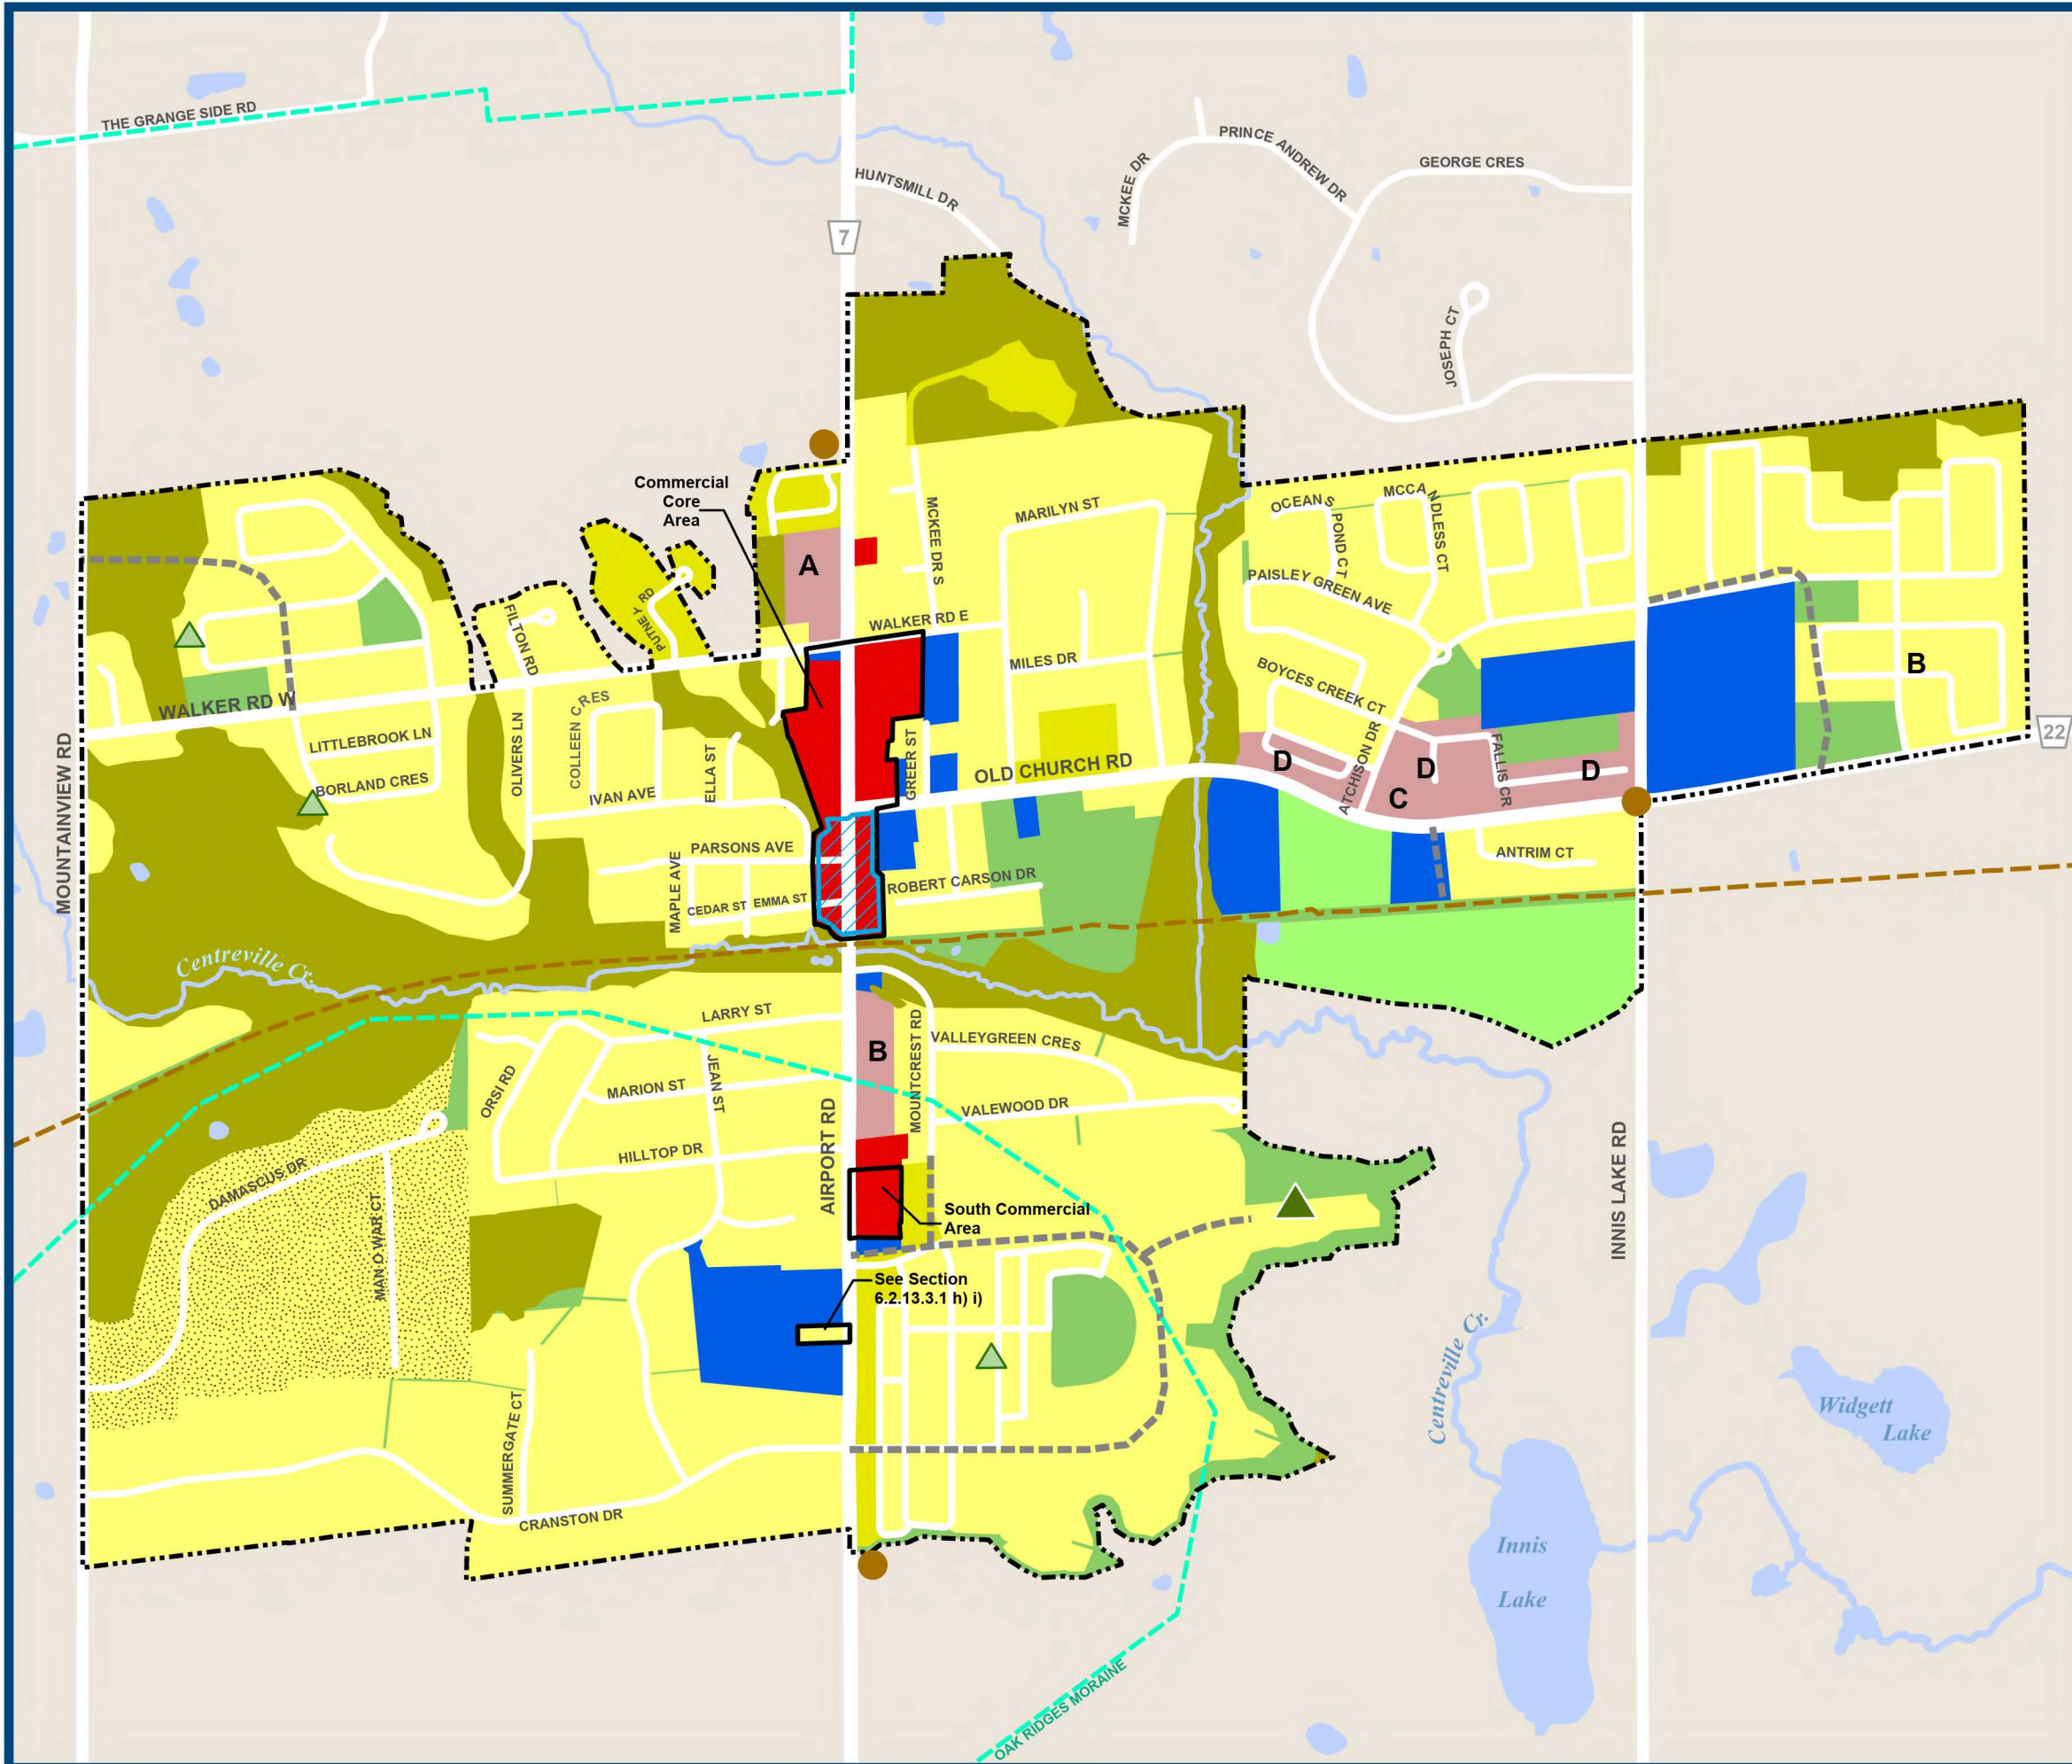 THE GRANGE SIDE RD
7
HUNTSMILL DR
MCKEE DR
PRINCE ANDREW DR
GEORGE CRES
JOSEPH CT
Commercial
Core
Area
A
MCKEE DR S
MARILYN ST
OCEANS
POND CT
MCCA
NDLESS CT
PAISLEY GREEN AVE
FILTON RD
PUTNEY RD
WALKER RD E
MILES DR
BOYCES CREEK CT
B
WALKER RD W
LITTLEBROOK LN
BORLAND CRES
OLIVERS LN
COLLEEN CRES
IVAN AVE
ELLA ST
GREER ST
OLD CHURCH RD
D
ATCHISON DR
D
C
FALLIS CR
D
22
MOUNTAINVIEW RD
PARSONS AVE
MAPLE AVE
CEDAR ST
EMMA ST
ROBERT CARSON DR
ANTRIM CT
Centreville Cr.
LARRY ST
ORSI RD
MARION ST
JEAN ST
HILLTOP DR
AIRPORT RD
B
MOUNTCREST RD
VALLEYGREEN CRES
VALEWOOD DR
INNIS LAKE RD
DAMASCUS DR
MAN O WAR CT
South Commercial
Area
See Section
6.2.13.3.1 h) i)
SUMMERGATE CT
CRANSTON DR
Centreville Cr.
Widgett
Lake
Innis
Lake
OAK RIDGES MORAINE